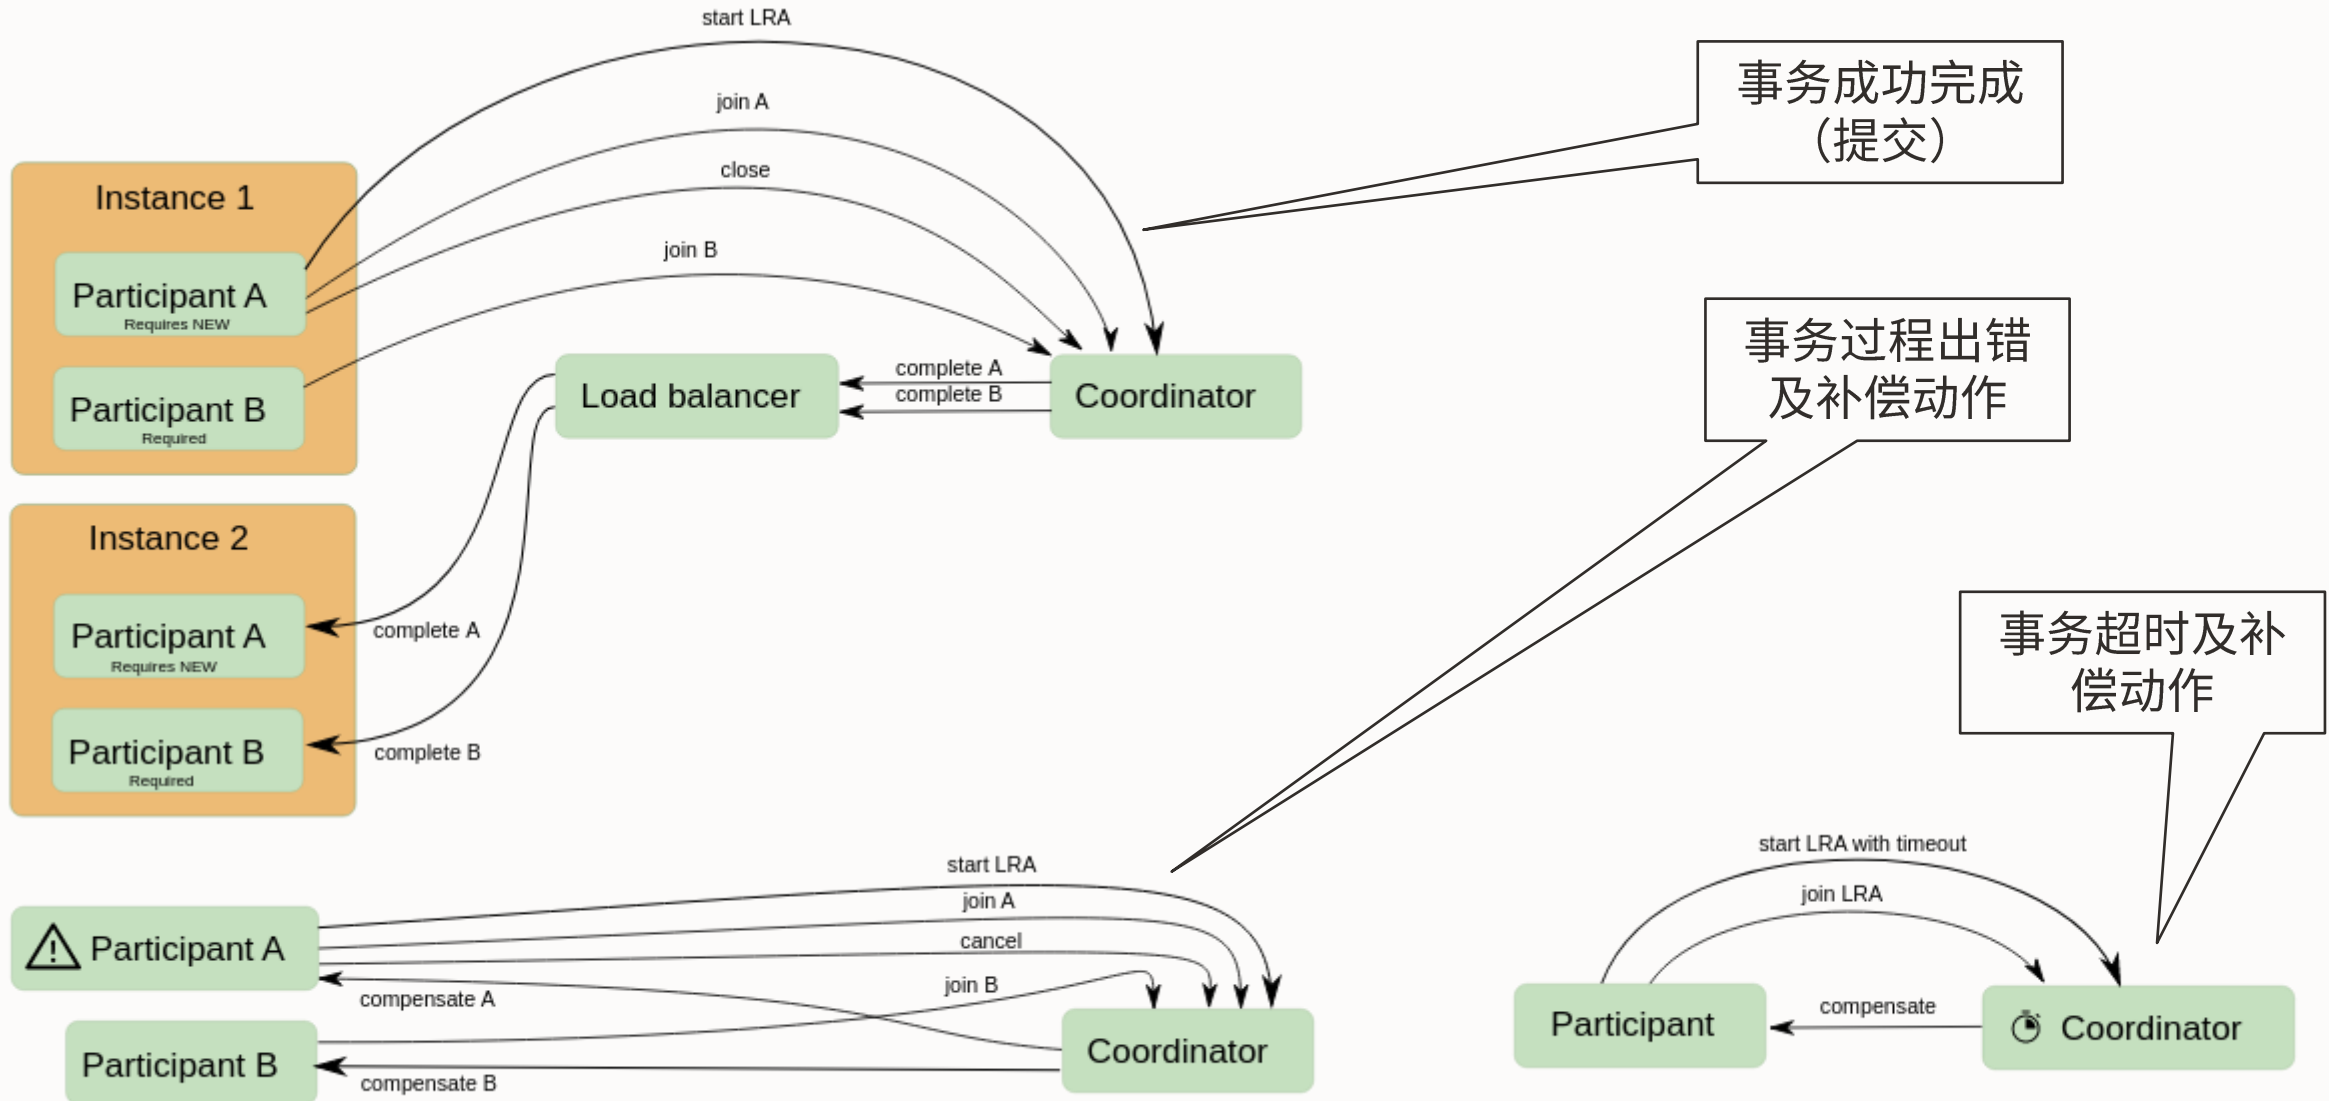 start LRA
join A
close
join B
事务成功完成
（提交）
Instance 1
Participant A
Requires NEW
Participant B
Required
Load balancer
complete A
complete B
Coordinator
事务过程出错
及补偿动作
Instance 2
Participant A
Requires NEW
complete A
Participant B
Required
complete B
事务超时及补
偿动作
start LRA
join A
cancel
join B
Participant A
compensate A
Participant B
compensate B
Coordinator
start LRA with timeout
join LRA
Participant
compensate
Coordinator